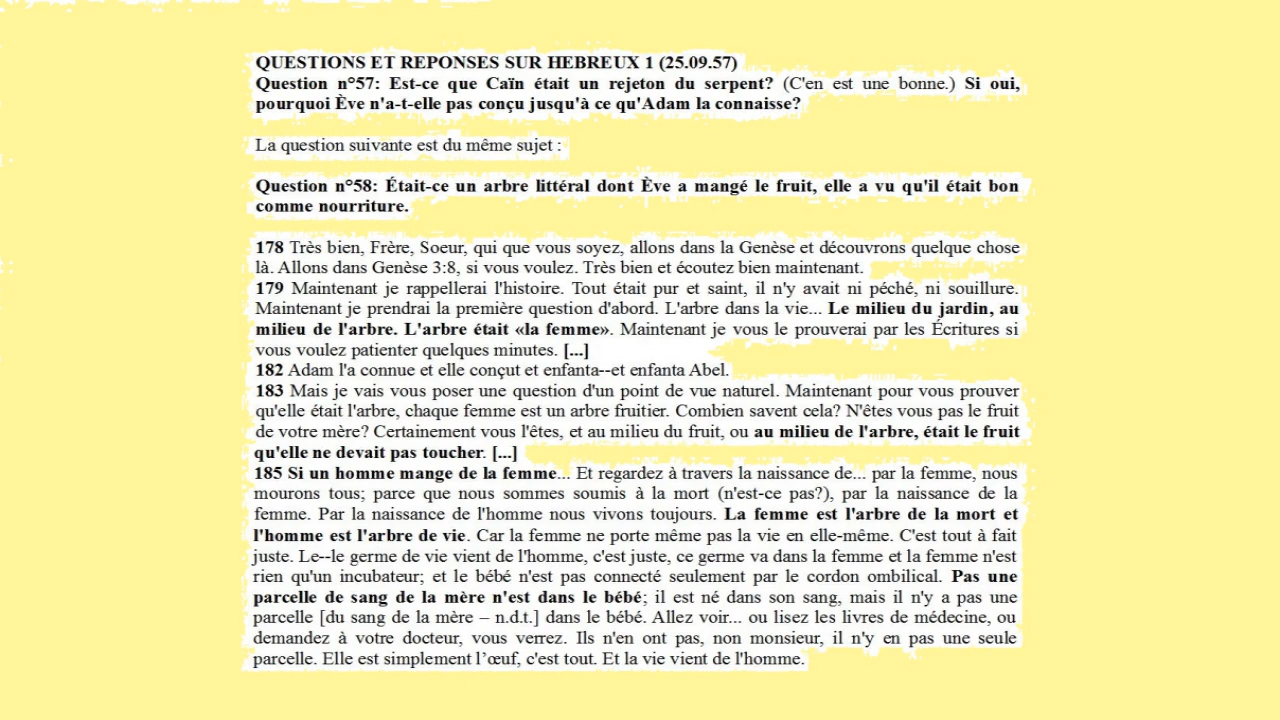 QUESTIONS ET REPONSES SUR HEBREUX 1 (25.09.57)
Question n°57: Est-ce que Caïn était un rejeton du serpent? (C'en est une bonne.) Si oui,
pourquoi Ève n'a-t-elle pas conçu jusqu'à ce qu'Adam la connaisse?
La question suivante est du même sujet :
Question n°58: Était-ce un arbre littéral dont Ève a mangé le fruit, elle a vu qu'il était bon
comme nourriture.
178 Très bien, Frère, Soeur, qui que vous soyez, allons dans la Genèse et découvrons quelque chose
là. Allons dans Genèse 3:8, si vous voulez. Très bien et écoutez bien maintenant.
179 Maintenant je rappellerai l'histoire. Tout était pur et saint, il n'y avait ni péché, ni souillure.
Maintenant je prendrai la première question d'abord. L'arbre dans la vie... Le milieu du jardin, au
milieu de l'arbre. L'arbre était «la femme». Maintenant je vous le prouverai par les Écritures si
vous voulez patienter quelques minutes. [...]
182 Adam l'a connue et elle conçut et enfanta--et enfanta Abel.
183 Mais je vais vous poser une question d'un point de vue naturel. Maintenant pour vous prouver
qu'elle était l'arbre, chaque femme est un arbre fruitier. Combien savent cela? N'êtes vous pas le fruit
de votre mère? Certainement vous l'êtes, et au milieu du fruit, ou au milieu de l'arbre, était le fruit
qu'elle ne devait pas toucher. [...]
185 Si un homme mange de la femme... Et regardez à travers la naissance de... par la femme, nous
mourons tous; parce que nous sommes soumis à la mort (n'est-ce pas?), par la naissance de la
femme. Par la naissance de l'homme nous vivons toujours. La femme est l'arbre de la mort et
l'homme est l'arbre de vie. Car la femme ne porte même pas la vie en elle-même. C'est tout à fait
juste. Le--le germe de vie vient de l'homme, c'est juste, ce germe va dans la femme et la femme n'est
rien qu'un incubateur; et le bébé n'est pas connecté seulement par le cordon ombilical. Pas une
parcelle de sang de la mère n'est dans le bébé; il est né dans son sang, mais il n'y a pas une
parcelle [du sang de la mère – n.d.t.] dans le bébé. Allez voir... ou lisez les livres de médecine, ou
demandez à votre docteur, vous verrez. Ils n'en ont pas, non monsieur, il n'y en pas une seule
parcelle. Elle est simplement l’œuf, c'est tout. Et la vie vient de l'homme.